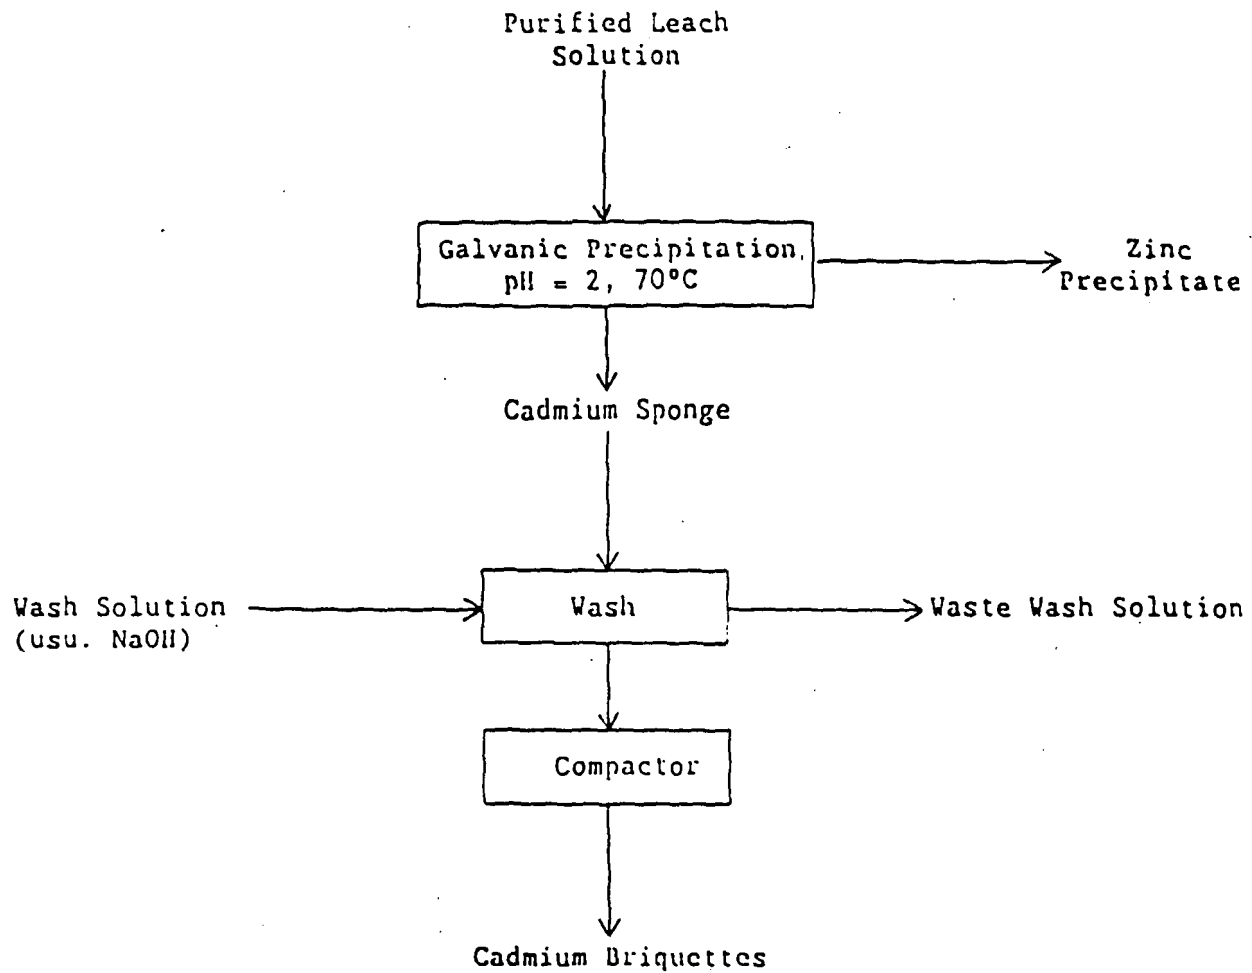 Purified Leach
Solution
Galvanic Precipitation,
pH = 2, 70°C
Zinc
Precipitate
Cadmium Sponge
Wash Solution
(usu. NaOH)
Wash
Waste Wash Solution
Compactor
Cadmium Briquettes